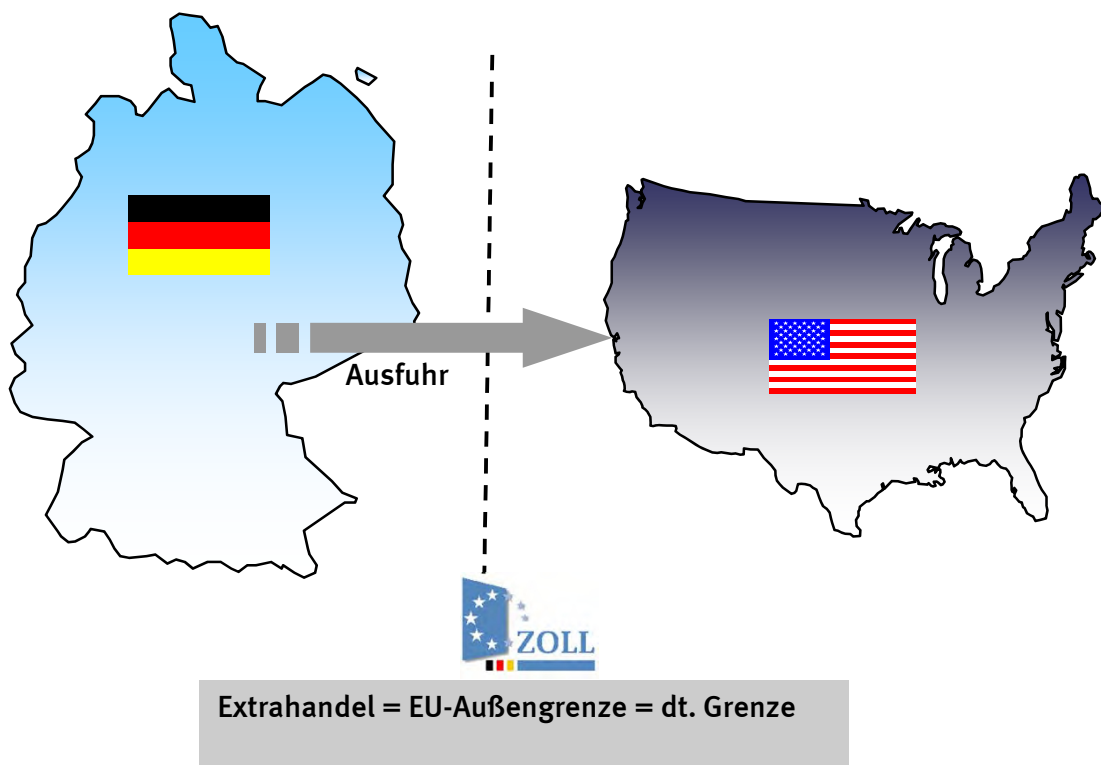 Ausfuhr
ZOLL
Extrahandel = EU-Außengrenze = dt. Grenze